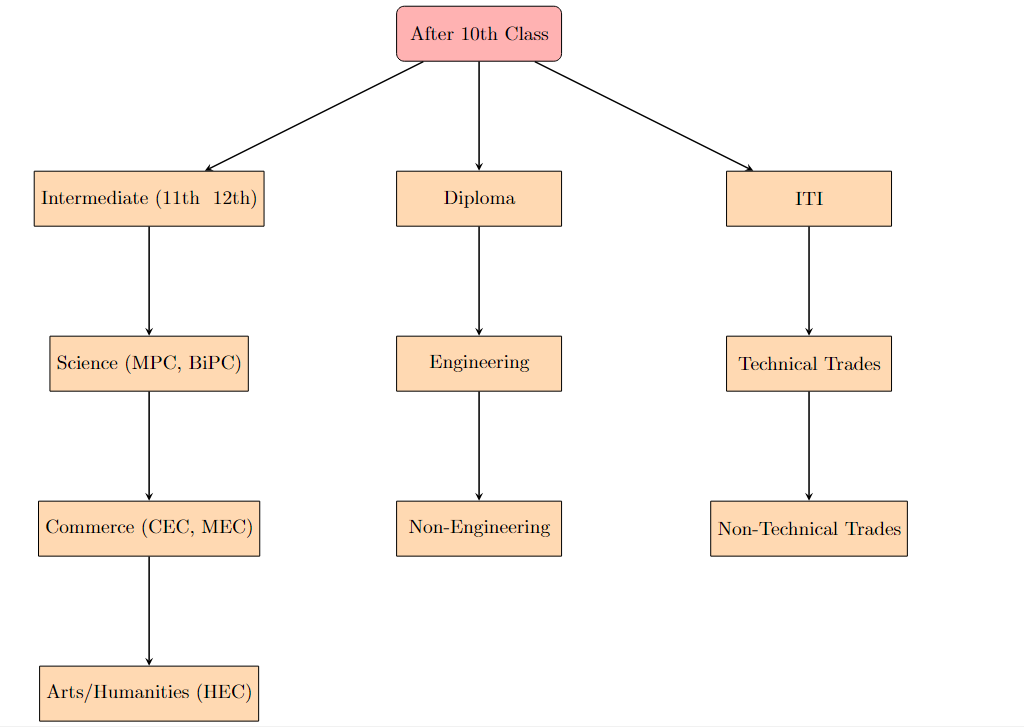 After 10th Class
Intermediate (11th 12th)
Diploma
ITI
Science (MPC, BiPC)
Engineering
Technical Trades
Commerce (CEC, MEC)
Non-Engineering
Non-Technical Trades
Arts/Humanities (HEC)